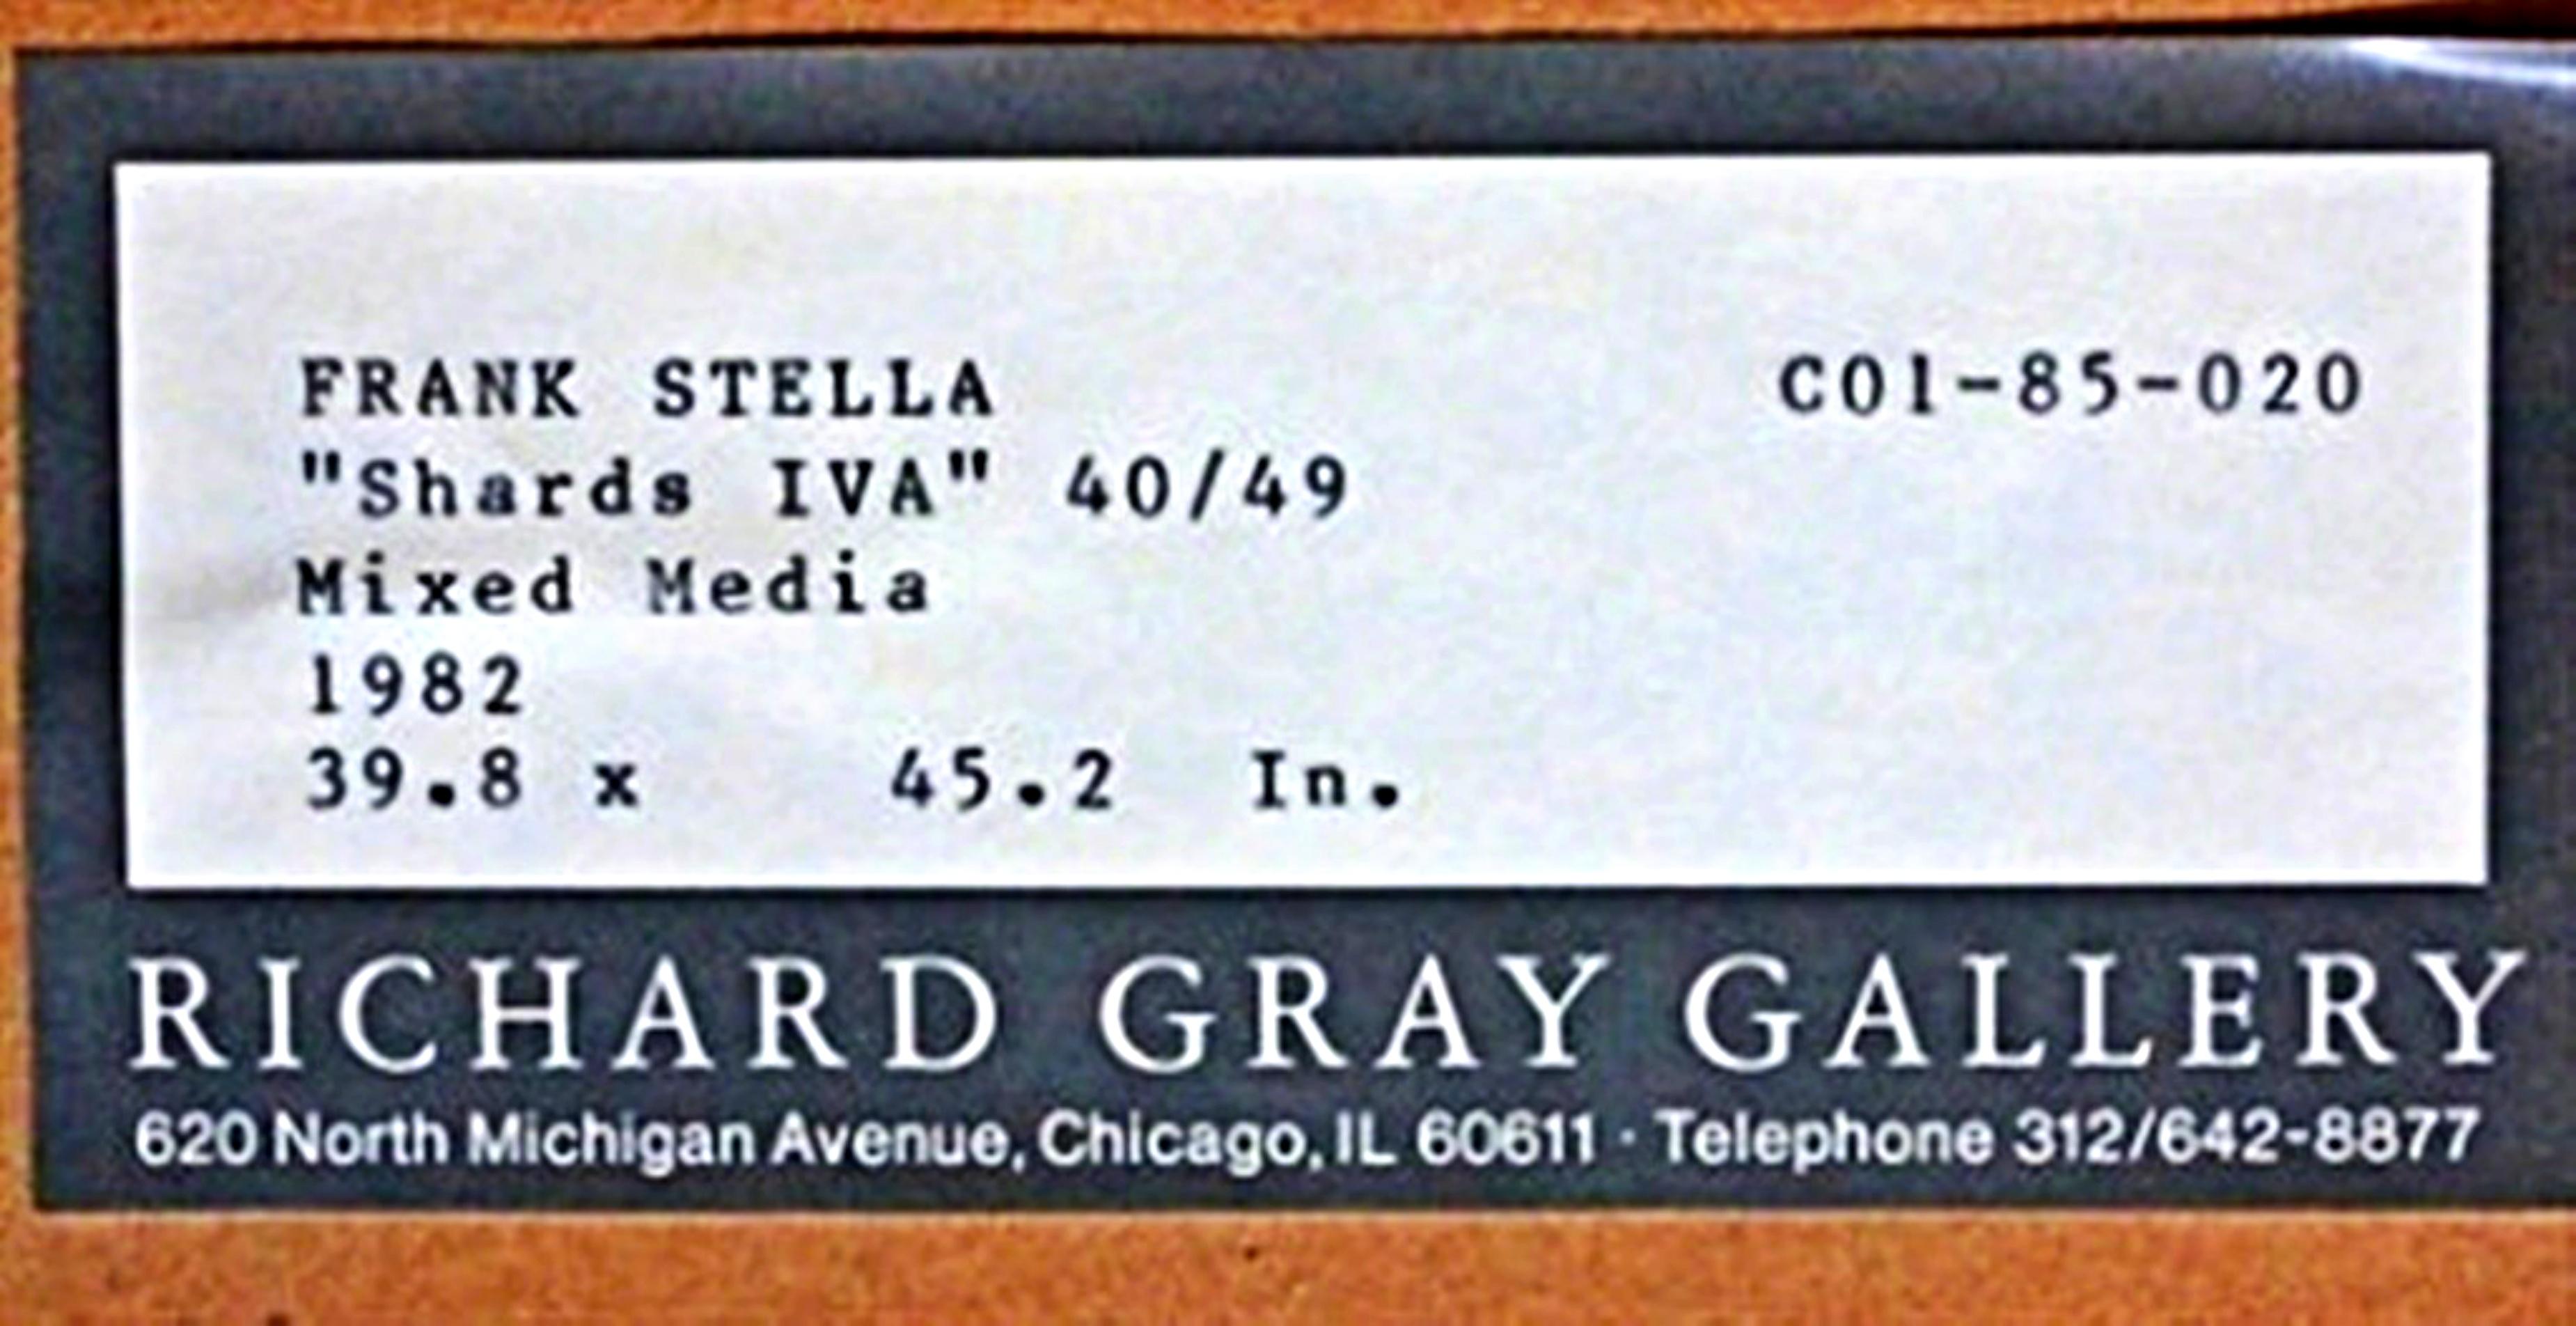 FRANK STELLA C01-85-020
"Shards IVA" 40/49
Mixed Media
1982
39.8 x 45.2 In.
RICHARD GRAY GALLERY
620 North Michigan Avenue, Chicago, IL 60611 · Telephone 312/642-8877